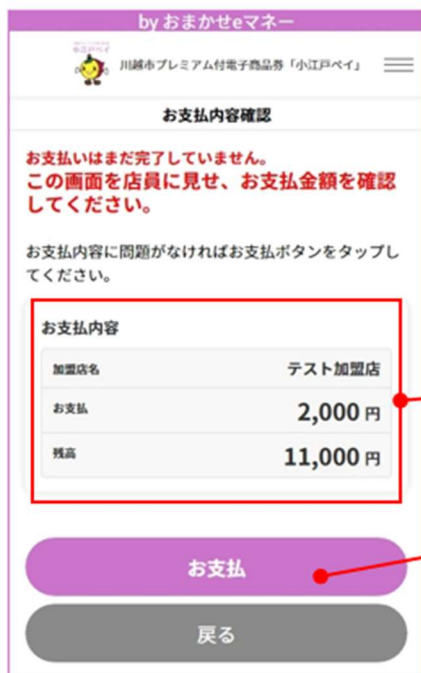 by おまかせeマネー
小江戸ペイ
川越市プレミアム付電子商品券「小江戸ペイ」
お支払内容確認
お支払いはまだ完了していません。
この画面を店員に見せ、お支払金額を確認
してください。
お支払内容に問題がなければお支払ボタンをタップし
てください。
お支払内容
加盟店名 テスト加盟店
お支払 2,000 円
残高 11,000 円
お支払
戻る